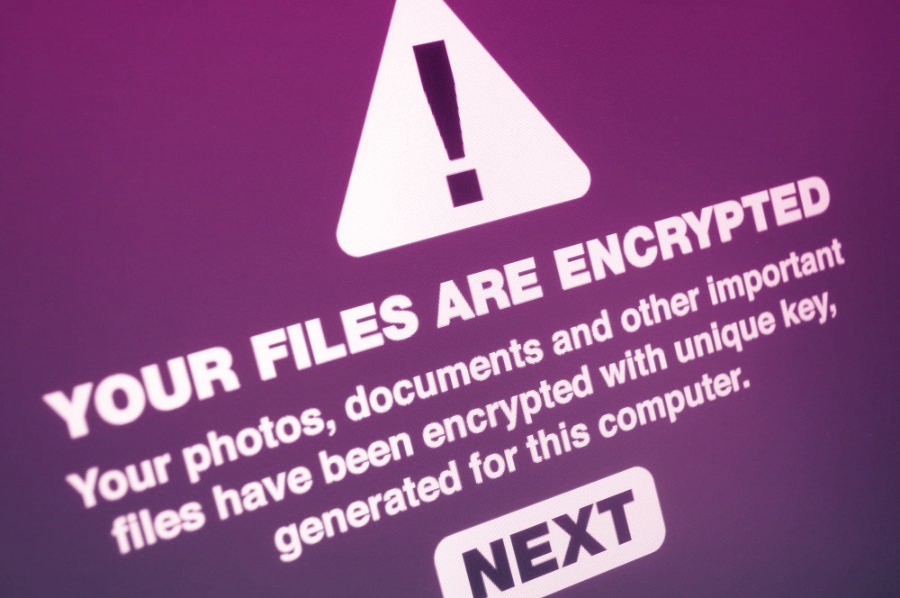 !
YOUR FILES ARE ENCRYPTED
Your photos, documents and other important
files have been encrypted with unique key,
generated for this computer.
NEXT